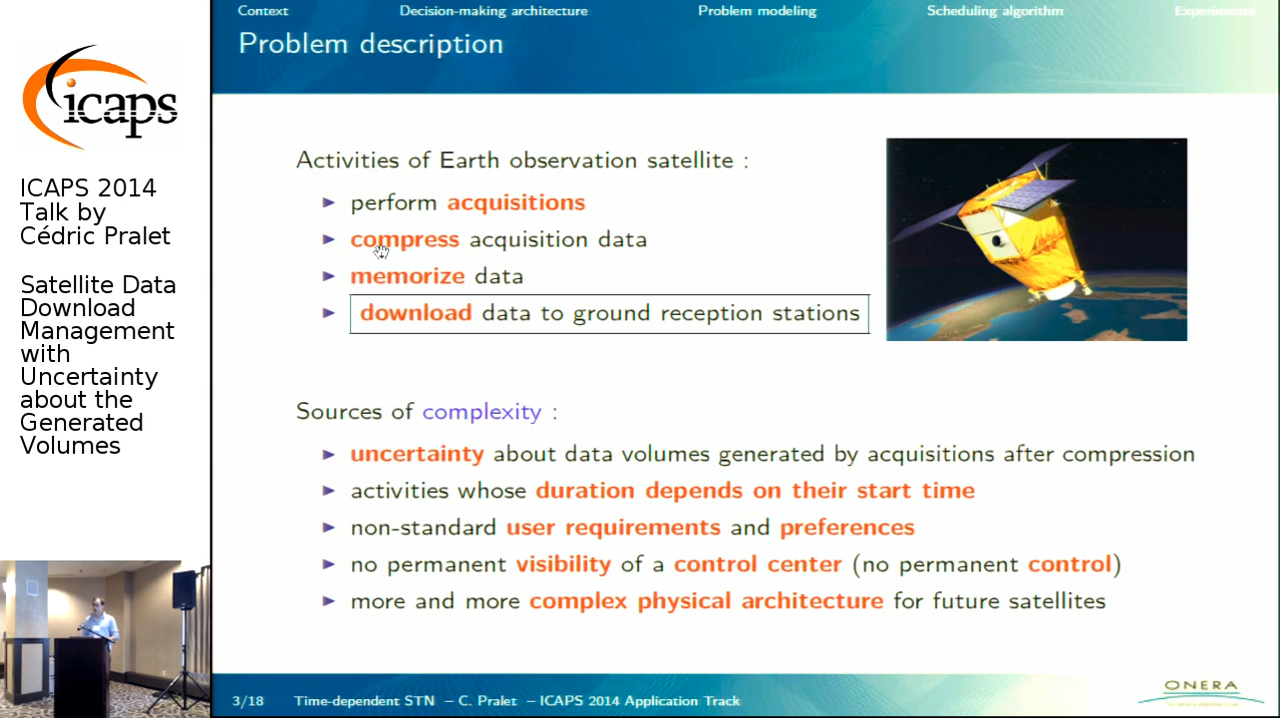 Context Decision-making architecture Problem modeling Scheduling algorithm Experiments
Problem description
icaps
ICAPS 2014
Talk by
Cédric Pralet
Satellite Data
Download
Management
with
Uncertainty
about the
Generated
Volumes
Activities of Earth observation satellite :
perform acquisitions
compress acquisition data
memorize data
download data to ground reception stations
Sources of complexity :
uncertainty about data volumes generated by acquisitions after compression
activities whose duration depends on their start time
non-standard user requirements and preferences
no permanent visibility of a control center (no permanent control)
more and more complex physical architecture for future satellites
3/18 Time-dependent STN – C. Pralet – ICAPS 2014 Application Track
ONERA